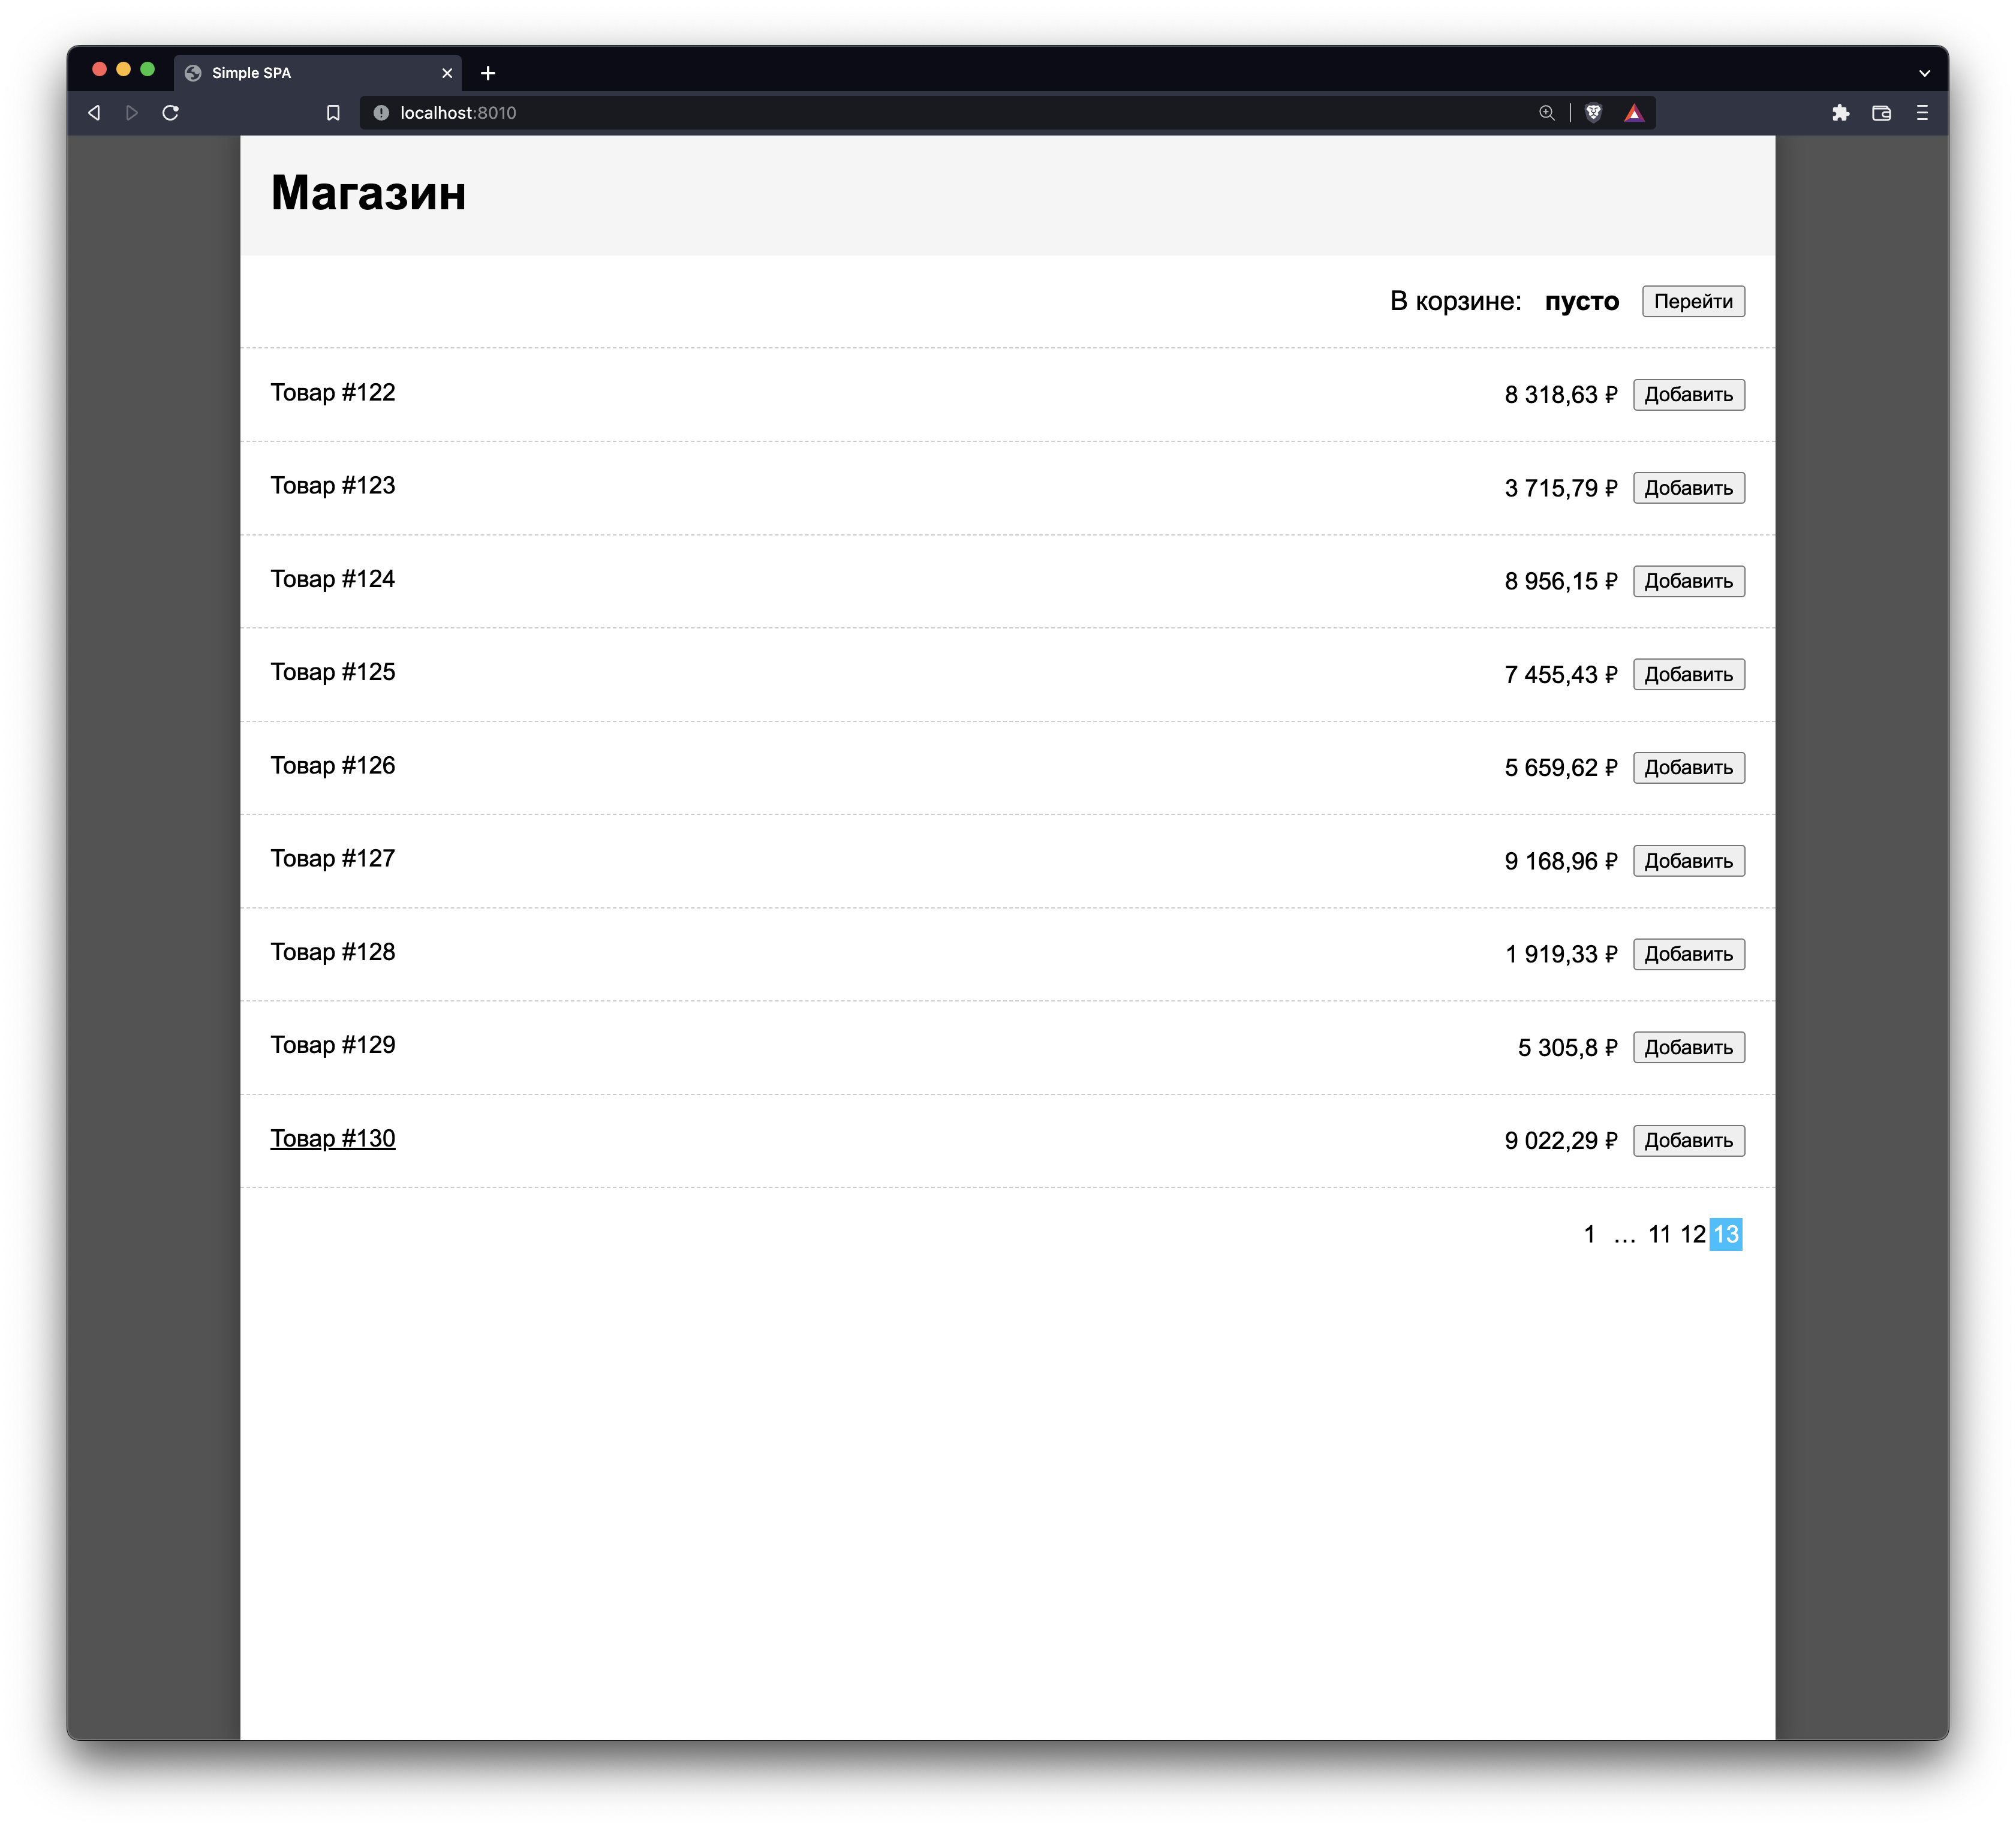 Simple SPA
localhost:8010
Магазин
В корзине: пусто Перейти
Товар #122 8 318,63 ₽ Добавить
Товар #123 3 715,79 ₽ Добавить
Товар #124 8 956,15 ₽ Добавить
Товар #125 7 455,43 ₽ Добавить
Товар #126 5 659,62 ₽ Добавить
Товар #127 9 168,96 ₽ Добавить
Товар #128 1 919,33 ₽ Добавить
Товар #129 5 305,8 ₽ Добавить
Товар #130 9 022,29 ₽ Добавить
1 ... 11 12 13